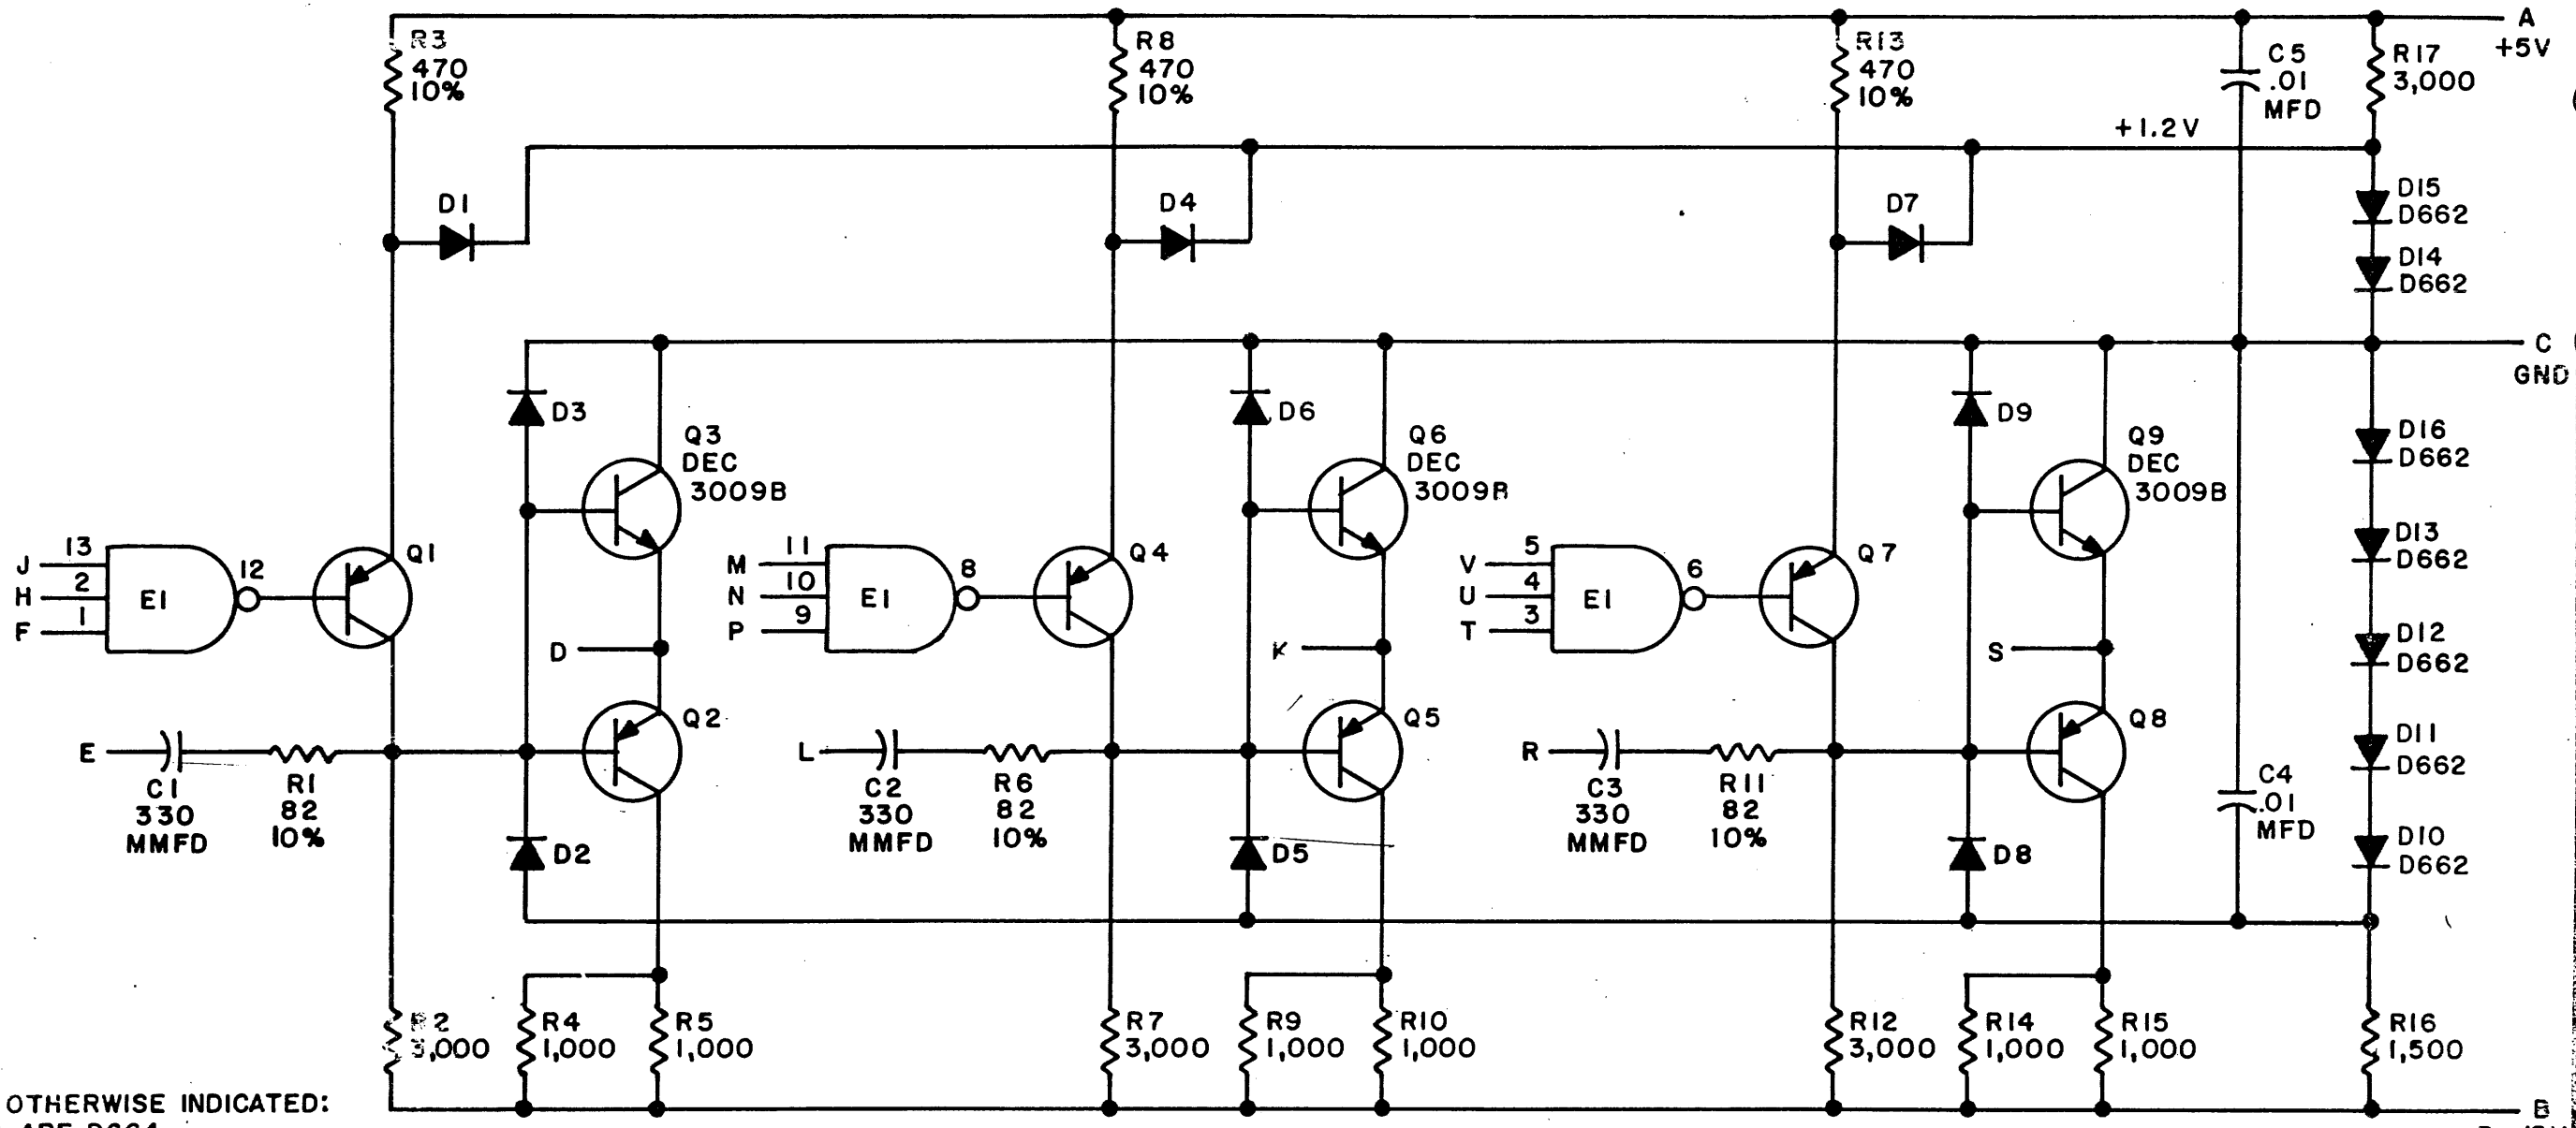 A
+5V
R3
470
10%
R8
470
10%
R13
470
10%
C5
.01
MFD
R17
3,000
+1.2V
D1
D4
D7
D15
D662
D14
D662
C
GND
D3
Q3
DEC
3009B
D6
Q6
DEC
3009B
D9
Q9
DEC
3009B
D16
D662
J
13
H
2
F
1
E1
12
Q1
M
11
N
10
P
9
E1
8
Q4
V
5
U
4
T
3
E1
6
Q7
D13
D662
D
K
S
D12
D662
E
C1
330
MMFD
R1
82
10%
Q2
L
C2
330
MMFD
R6
82
10%
Q5
R
C3
330
MMFD
R11
82
10%
Q8
C4
.01
MFD
D11
D662
D2
D5
D8
D10
D662
R2
3,000
R4
1,000
R5
1,000
R7
3,000
R9
1,000
R10
1,000
R12
3,000
R14
1,000
R15
1,000
R16
1,500
B
OTHERWISE INDICATED:
ARE D664